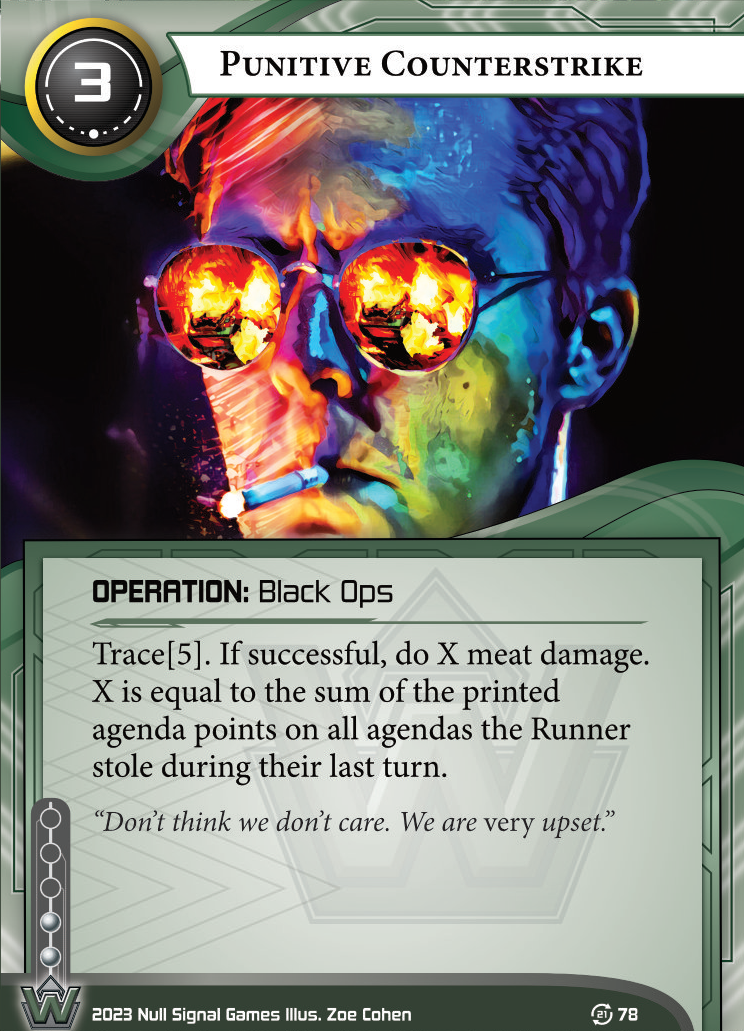 3
PUNITIVE COUNTERSTRIKE
OPERATION: Black Ops
Trace[5]. If successful, do X meat damage.
X is equal to the sum of the printed
agenda points on all agendas the Runner
stole during their last turn.
“Don’t think we don’t care. We are very upset.”
W
2023 Null Signal Games Illus. Zoe Cohen
21 78